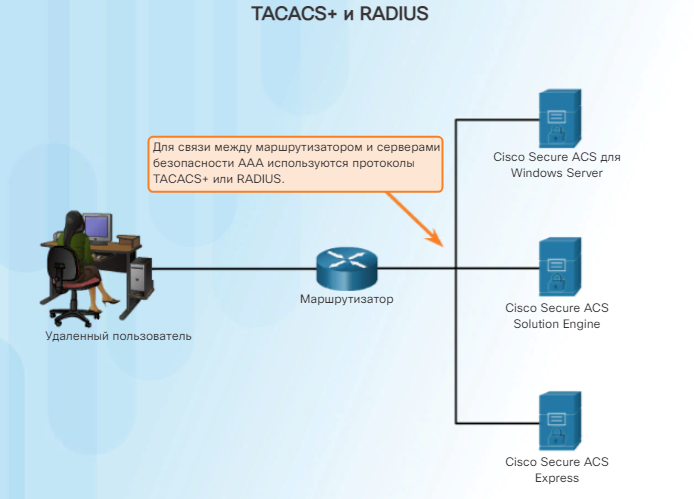 TACACS+ и RADIUS
Для связи между маршрутизатором и серверами
безопасности AAA используются протоколы
TACACS+ или RADIUS.
Cisco Secure ACS для
Windows Server
Маршрутизатор
Cisco Secure ACS
Solution Engine
Удаленный пользователь
Cisco Secure ACS
Express